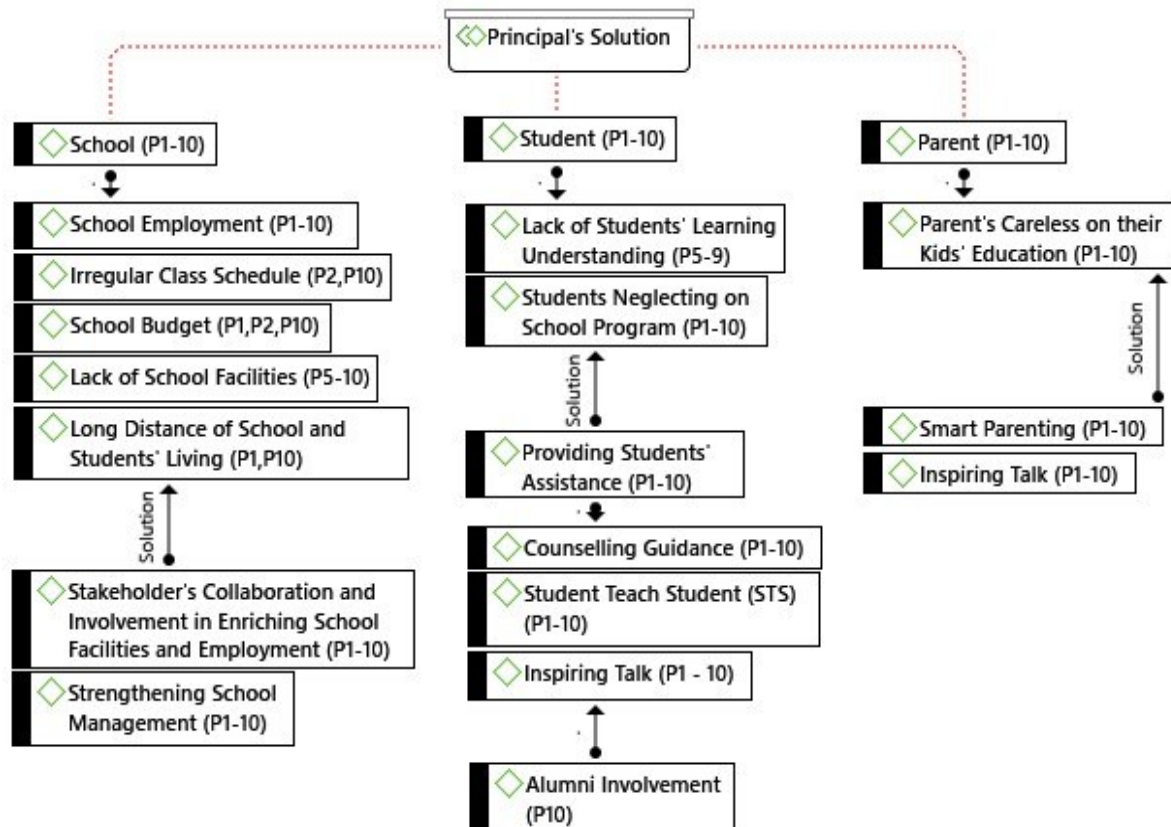 Principal's Solution
School (P1-10)
School Employment (P1-10)
Irregular Class Schedule (P2,P10)
School Budget (P1,P2,P10)
Lack of School Facilities (P5-10)
Long Distance of School and
Students' Living (P1,P10)
Solution
Stakeholder's Collaboration and
Involvement in Enriching School
Facilities and Employment (P1-10)
Strengthening School
Management (P1-10)
Student (P1-10)
Lack of Students' Learning
Understanding (P5-9)
Students Neglecting on
School Program (P1-10)
Solution
Providing Students'
Assistance (P1-10)
Counselling Guidance (P1-10)
Student Teach Student (STS)
(P1-10)
Inspiring Talk (P1 - 10)
Alumni Involvement
(P10)
Parent (P1-10)
Parent's Careless on their
Kids' Education (P1-10)
Solution
Smart Parenting (P1-10)
Inspiring Talk (P1-10)